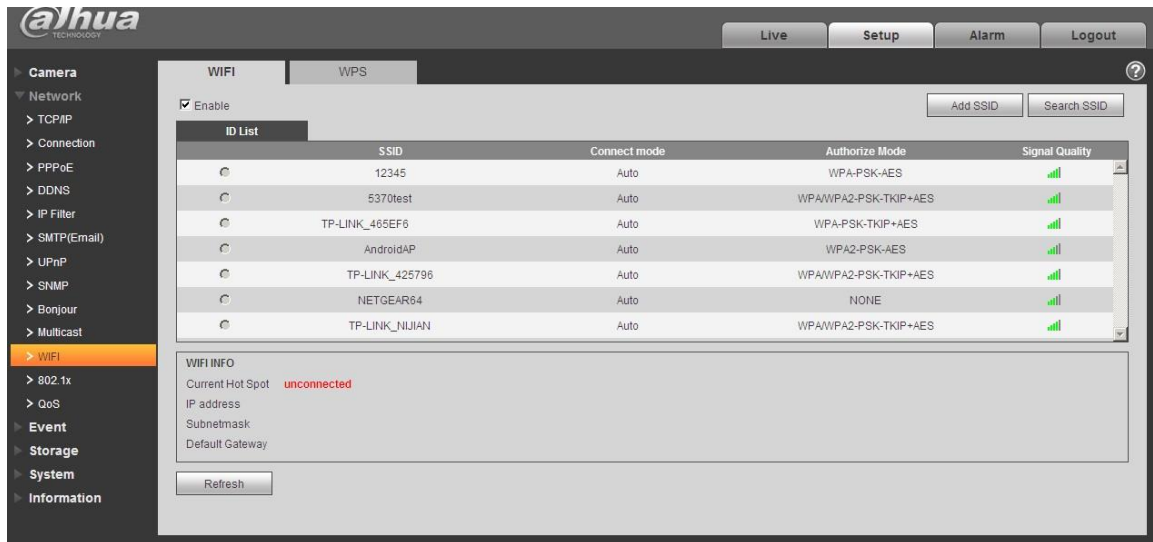 alhua
TECHNOLOGY
Live Setup Alarm Logout
Camera
Network
> TCP/IP
> Connection
> PPPoE
> DDNS
> IP Filter
> SMTP(Email)
> UPnP
> SNMP
> Bonjour
> Multicast
> WIFI
> 802.1x
> QoS
Event
Storage
System
Information
WIFI WPS
?
Enable Add SSID Search SSID
ID List
SSID Connect mode Authorize Mode Signal Quality
12345 Auto WPA-PSK-AES
5370test Auto WPA/WPA2-PSK-TKIP+AES
TP-LINK_465EF6 Auto WPA-PSK-TKIP+AES
AndroidAP Auto WPA2-PSK-AES
TP-LINK_425796 Auto WPA/WPA2-PSK-TKIP+AES
NETGEAR64 Auto NONE
TP-LINK_NIJIAN Auto WPA/WPA2-PSK-TKIP+AES
WIFI INFO
Current Hot Spot unconnected
IP address
Subnetmask
Default Gateway
Refresh